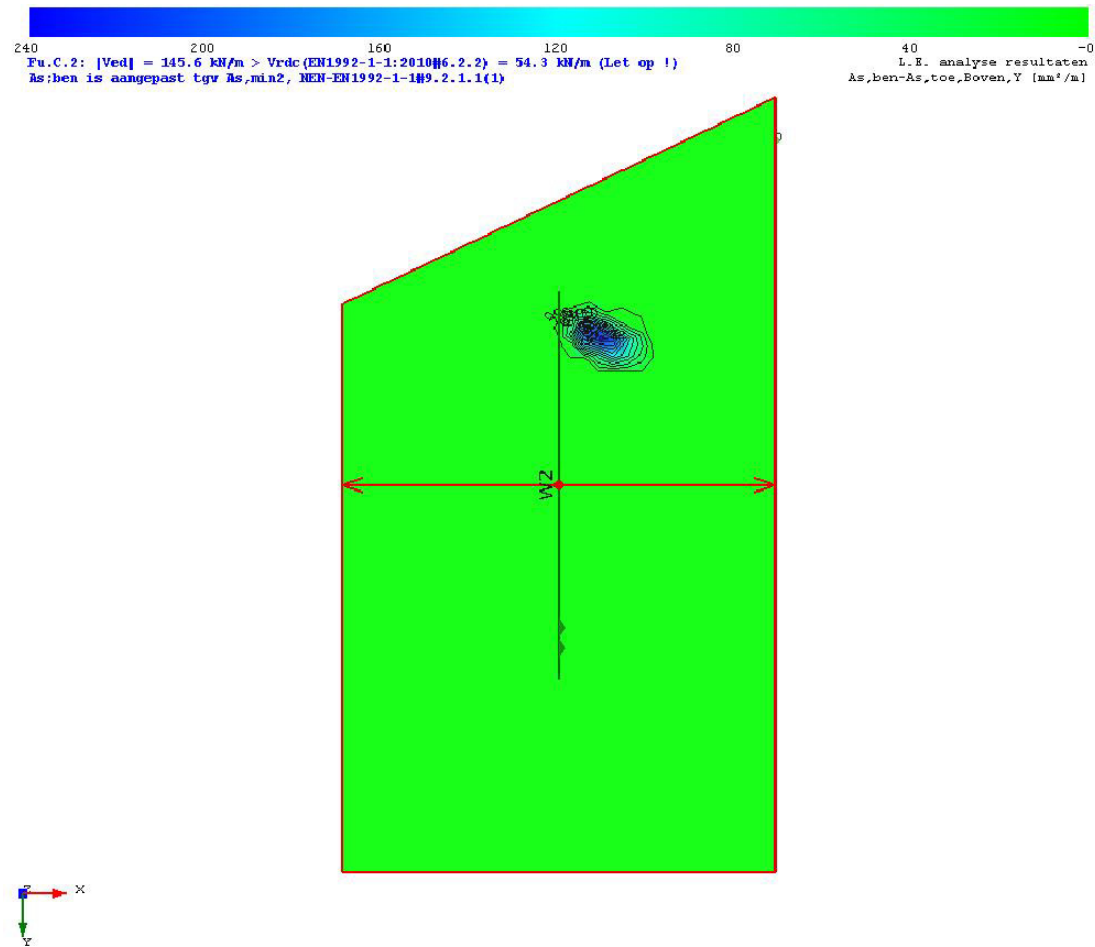 240 200 160 120 80 40 -0
Fu.C.2: |Ved| = 145.6 kN/m > Vrdc(EN1992-1-1:2010#6.2.2) = 54.3 kN/m (Let op !)
L.E. analyse resultaten
As;ben is aangepast tgv As,min2, NEN-EN1992-1-1#9.2.1.1(1)
As,ben-As,toe,Boven,Y [mm²/m]
W2
Z
X
Y